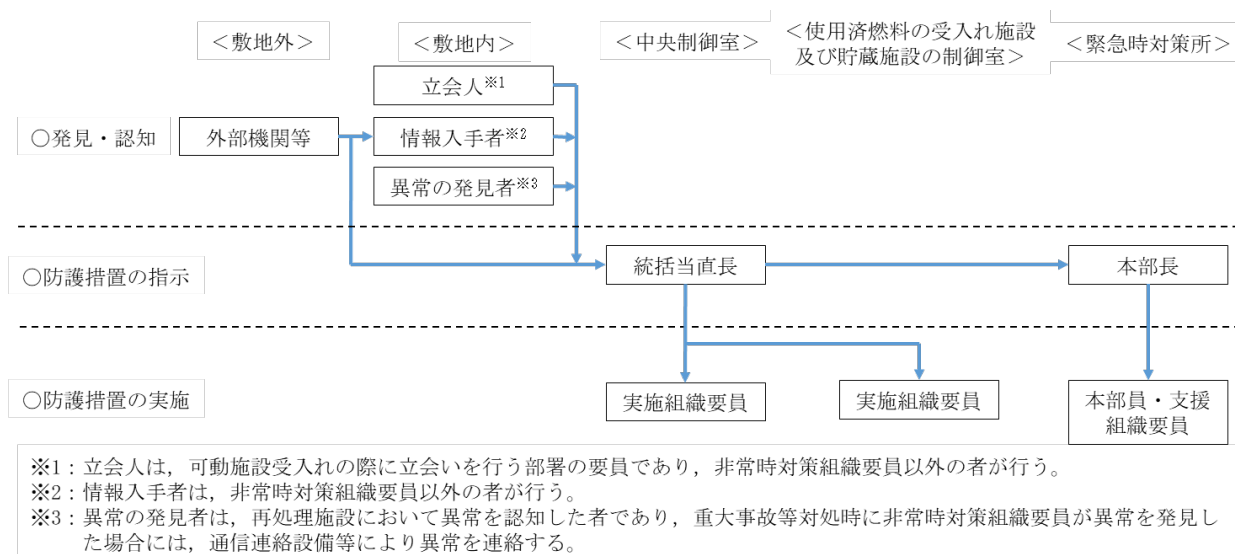 <敷地外>
<敷地内>
<中央制御室>
<使用済燃料の受入れ施設
及び貯蔵施設の制御室>
<緊急時対策所>
立会人※1
○発見・認知
外部機関等
情報入手者※2
異常の発見者※3
○防護措置の指示
統括当直長
本部長
○防護措置の実施
実施組織要員
実施組織要員
本部員・支援
組織要員
※1：立会人は，可動施設受入れの際に立会いを行う部署の要員であり，非常時対策組織要員以外の者が行う。
※2：情報入手者は，非常時対策組織要員以外の者が行う。
※3：異常の発見者は，再処理施設において異常を認知した者であり，重大事故等対処時に非常時対策組織要員が異常を発見し
た場合には，通信連絡設備等により異常を連絡する。